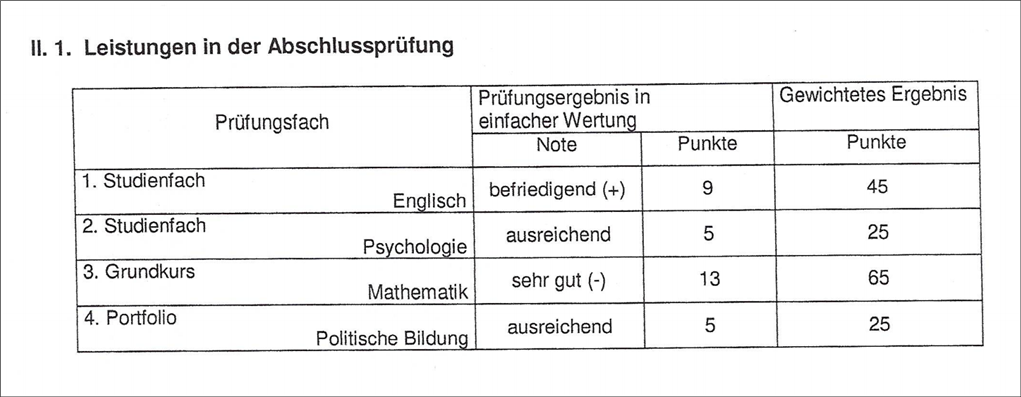 II. 1. Leistungen in der Abschlussprüfung
Prüfungsfach
Prüfungsergebnis in
einfacher Wertung
Gewichtetes Ergebnis
Note
Punkte
Punkte
1. Studienfach
Englisch
befriedigend (+)
9
45
2. Studienfach
Psychologie
ausreichend
5
25
3. Grundkurs
Mathematik
sehr gut (-)
13
65
4. Portfolio
Politische Bildung
ausreichend
5
25